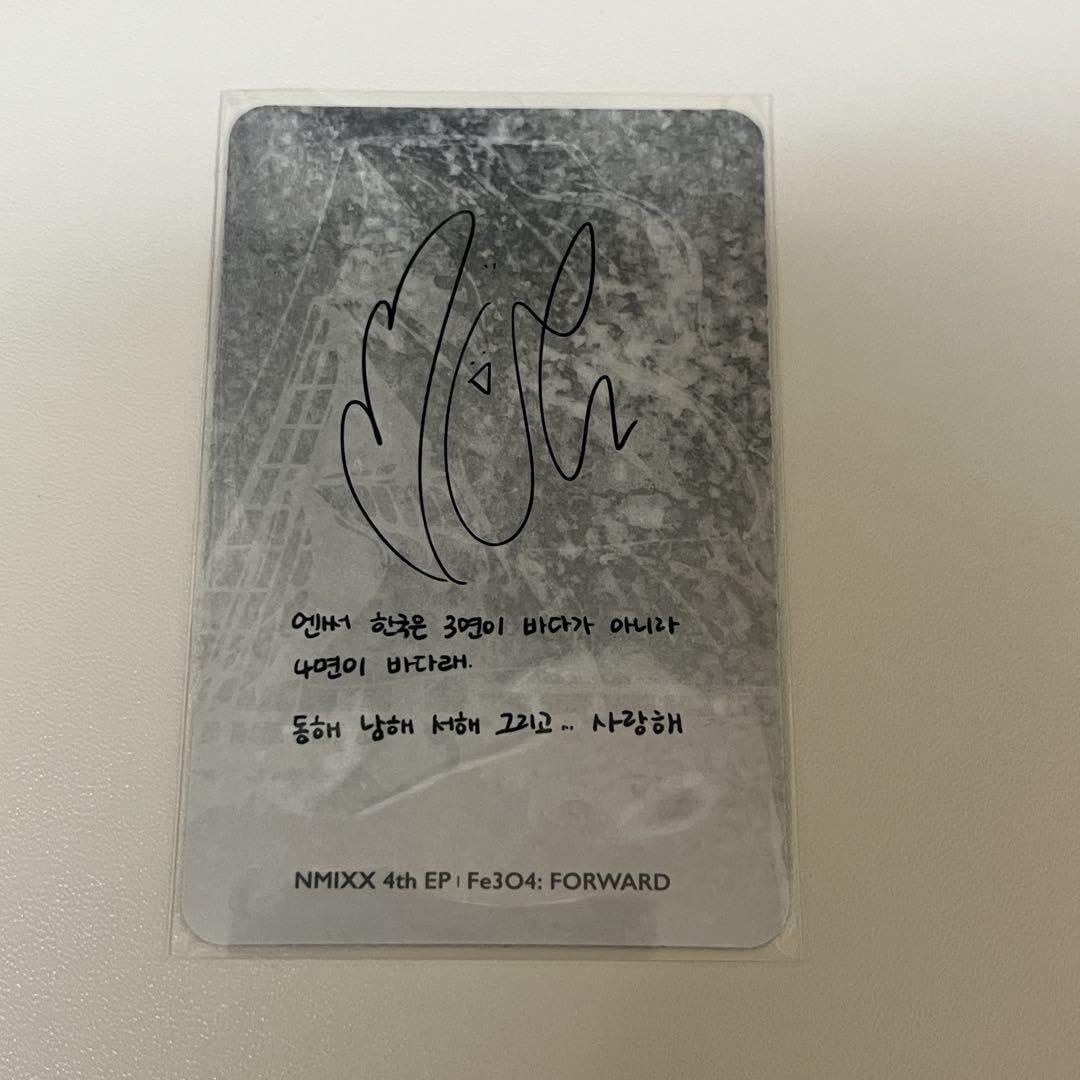 엔써 한국은 3면이 바다가 아니라
4면이 바다래.
동해 남해 서해 그리고... 사랑해
NMIXX 4th EP | Fe3O4: FORWARD